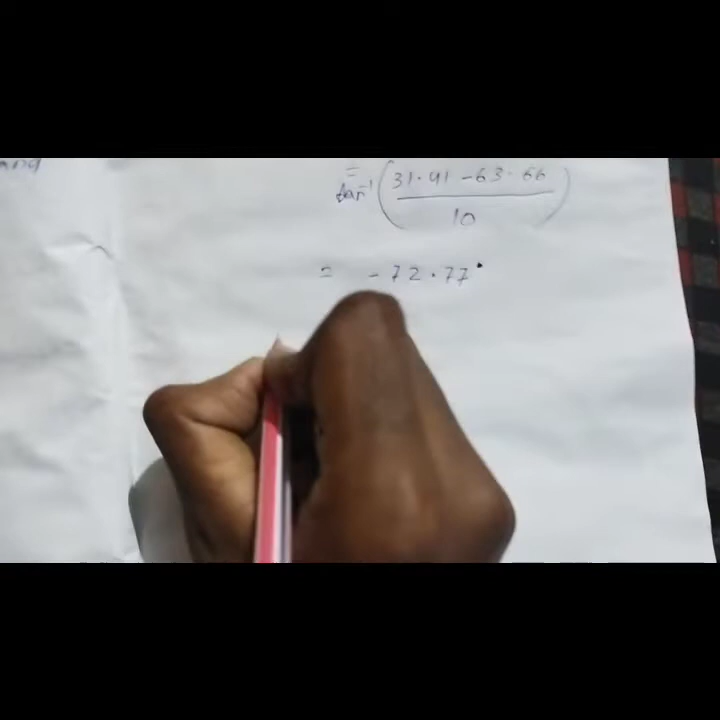 =
tan⁻¹ (31.41 - 63.66 / 10)
= - 72.77°